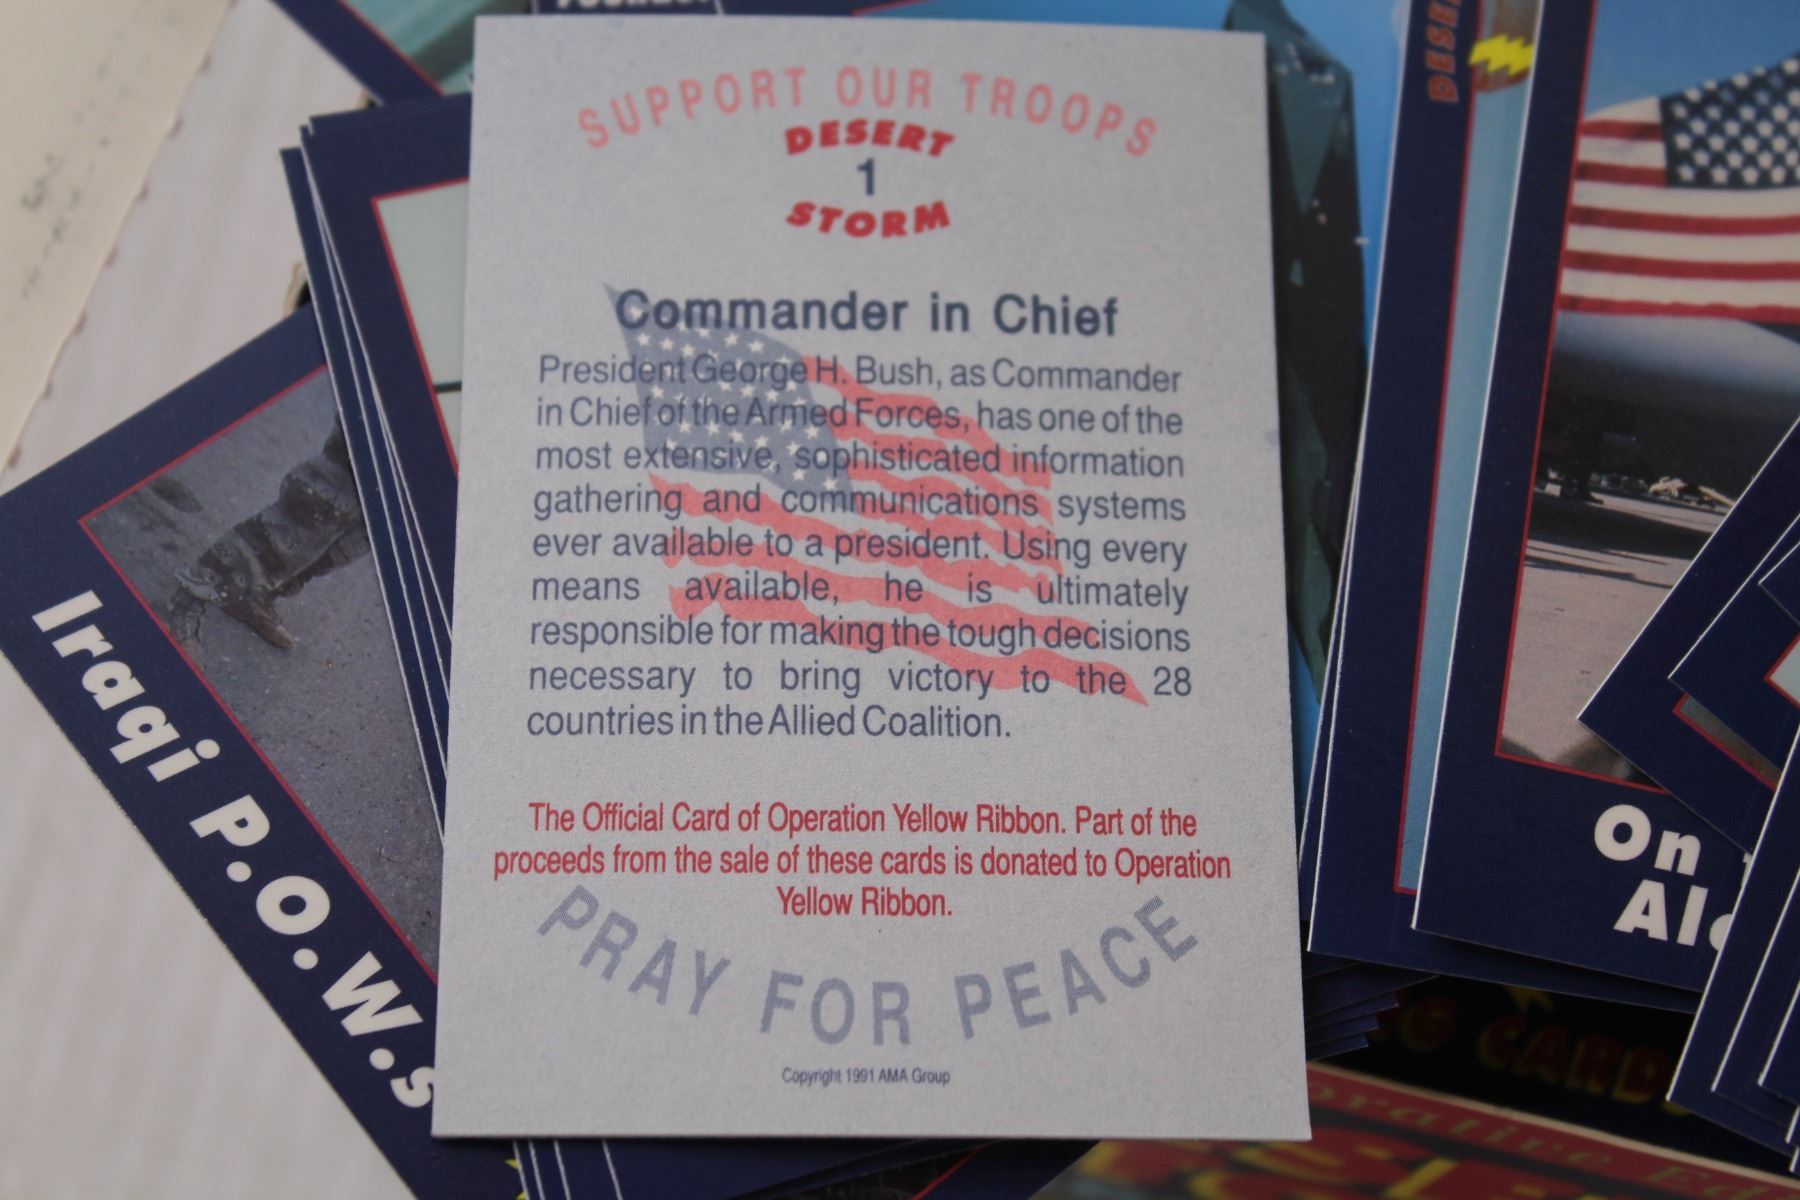 SUPPORT OUR TROOPS
DESERT
1
STORM
Commander in Chief
President George H. Bush, as Commander
in Chief of the Armed Forces, has one of the
most extensive, sophisticated information
gathering and communications systems
ever available to a president. Using every
means available, he is ultimately
responsible for making the tough decisions
necessary to bring victory to the 28
countries in the Allied Coalition.
The Official Card of Operation Yellow Ribbon. Part of the
proceeds from the sale of these cards is donated to Operation
Yellow Ribbon.
PRAY FOR PEACE
Copyright 1991 AMA Group
Iraqi P.O.W.s
On
CARDS